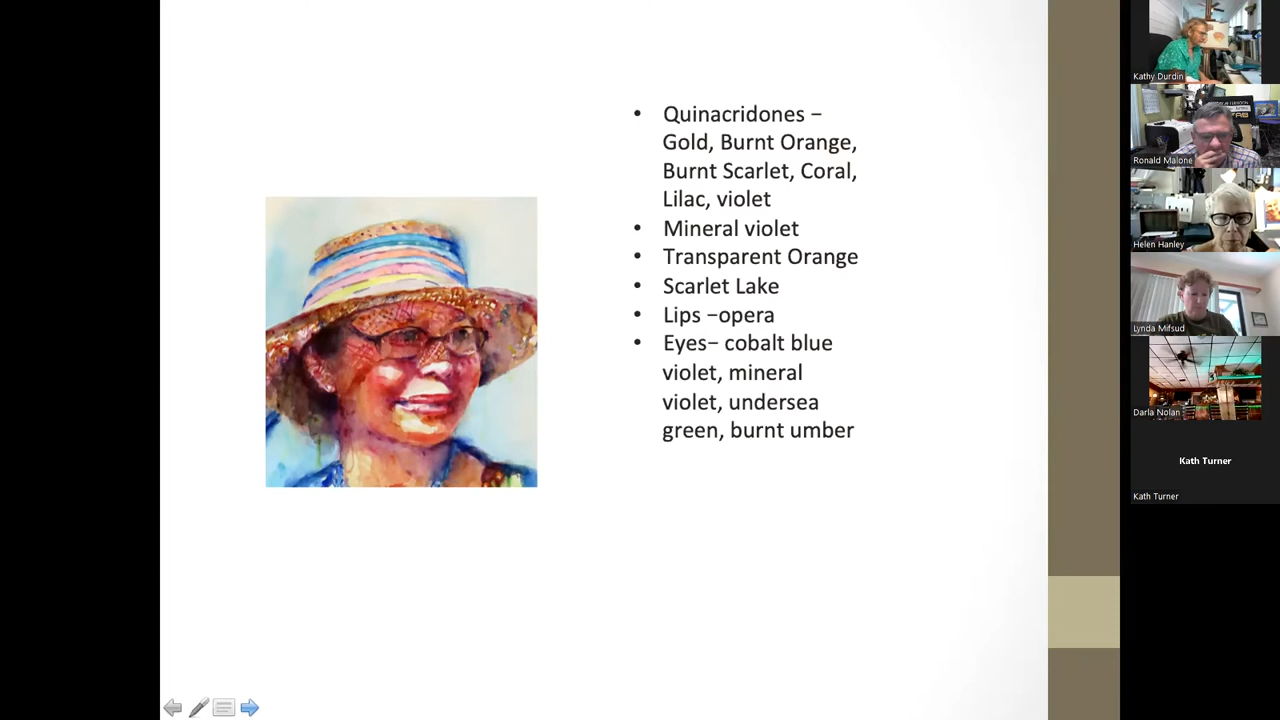 • Quinacridones –
Gold, Burnt Orange,
Burnt Scarlet, Coral,
Lilac, violet
• Mineral violet
• Transparent Orange
• Scarlet Lake
• Lips –opera
• Eyes– cobalt blue
violet, mineral
violet, undersea
green, burnt umber
Kathy Durdin
Ronald Malone
Helen Hanley
Lynda Mifsud
Darla Nolan
Kath Turner
Kath Turner